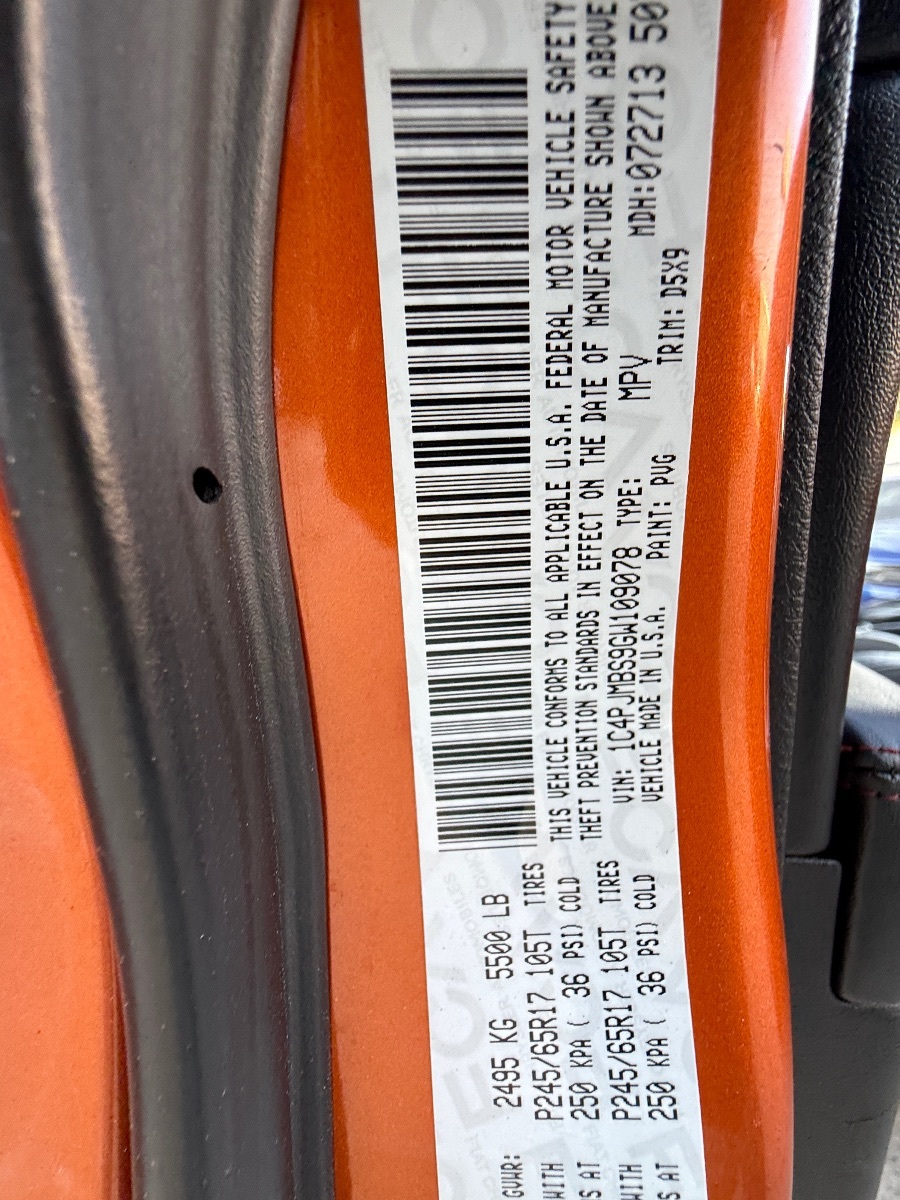 GVWR: 2495 KG 5500 LB
WITH P245/65R17 105T TIRES
S AT 250 KPA ( 36 PSI) COLD
WITH P245/65R17 105T TIRES
S AT 250 KPA ( 36 PSI) COLD
THIS VEHICLE CONFORMS TO ALL APPLICABLE U.S.A. FEDERAL MOTOR VEHICLE SAFETY
THEFT PREVENTION STANDARDS IN EFFECT ON THE DATE OF MANUFACTURE SHOWN ABOVE
VIN: 1C4PJMBS9GW109078 TYPE: MPV MDH:072713 50
VEHICLE MADE IN U.S.A. PAINT: PVG TRIM: D5X9